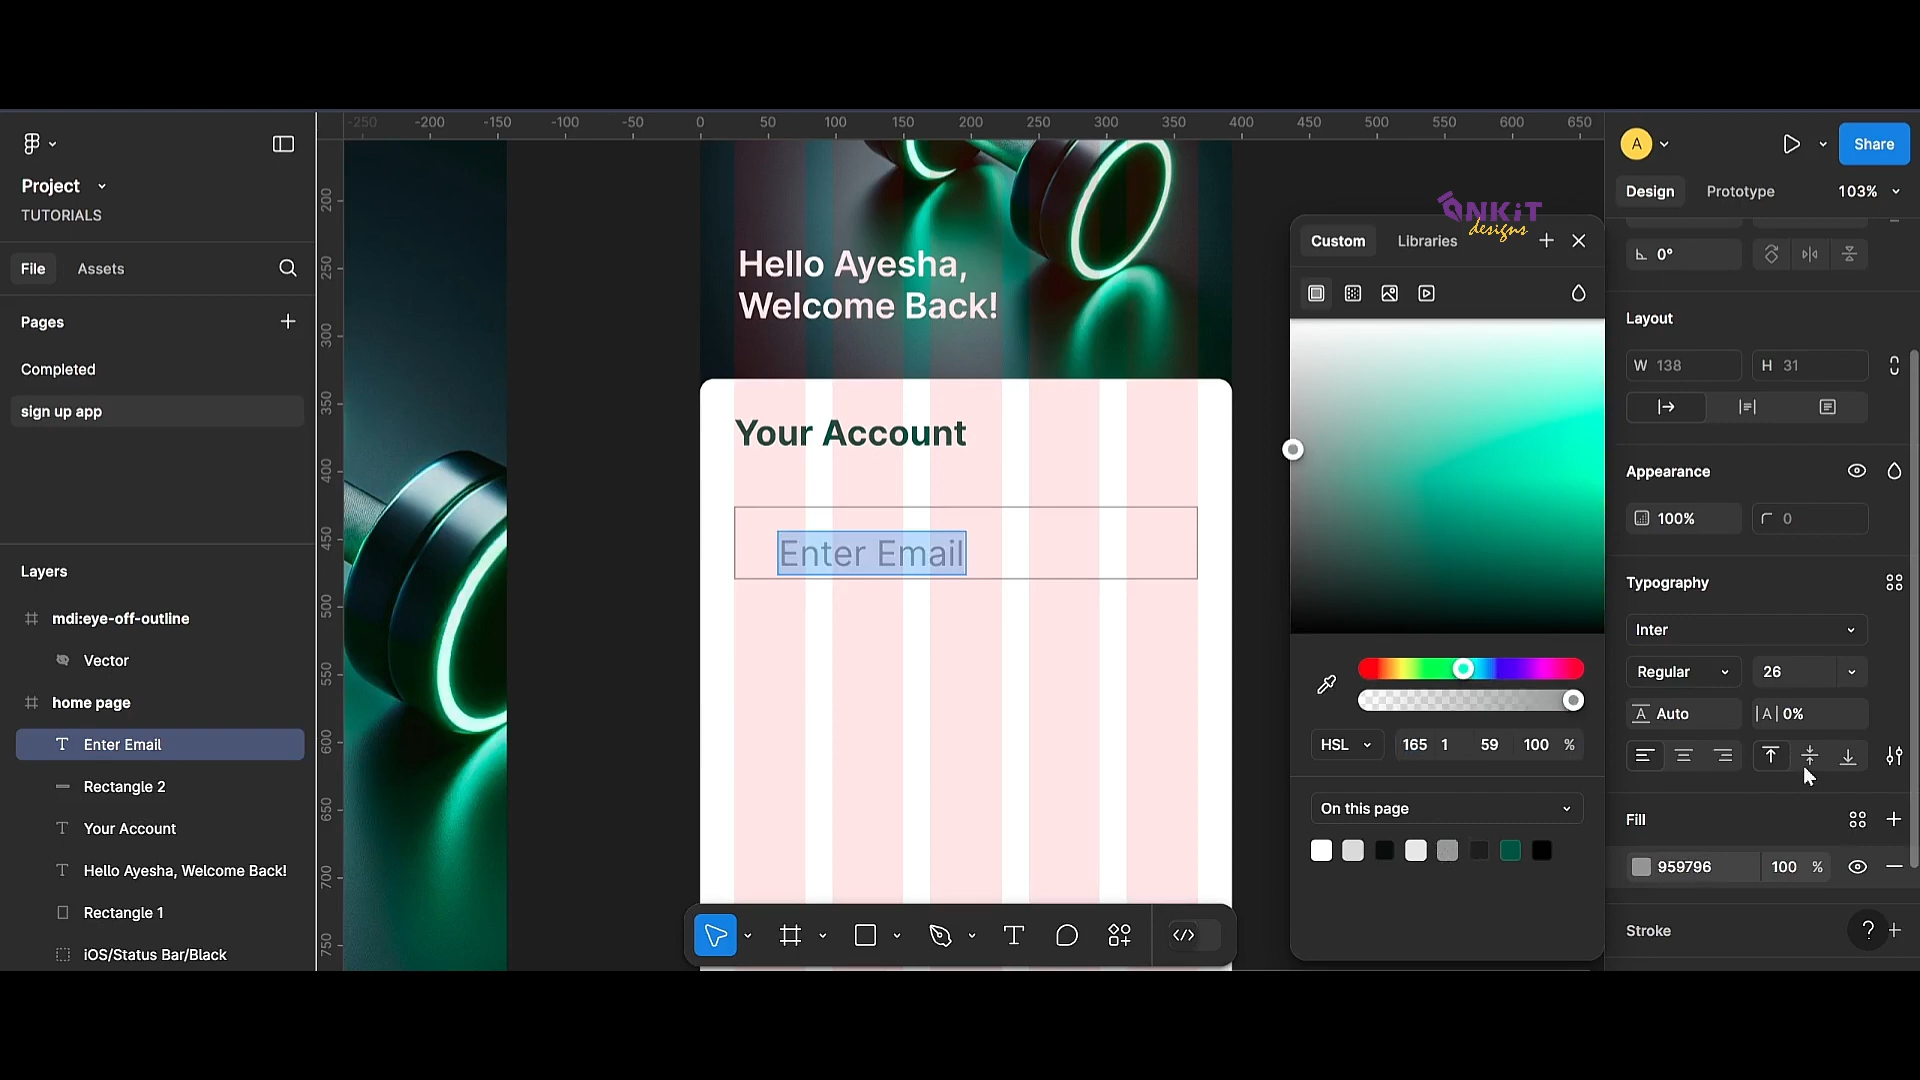 -250 -200 -150 -100 -50 0 50 100 150 200 250 300 350 400 450 500 550 600 650
Project
TUTORIALS
File
Assets
Pages
Completed
sign up app
Layers
mdi:eye-off-outline
Vector
home page
Enter Email
Rectangle 2
Your Account
Hello Ayesha, Welcome Back!
Rectangle 1
iOS/Status Bar/Black
200
250
300
350
400
450
500
550
600
650
700
750
Hello Ayesha,
Welcome Back!
Your Account
Enter Email
ANKiT
designs
Custom
Libraries
HSL
165
1
59
100 %
On this page
A
Share
Design
Prototype
103%
0°
Layout
W 138
H 31
Appearance
100%
0
Typography
Inter
Regular
26
A Auto
|A| 0%
Fill
959796
100 %
Stroke
?